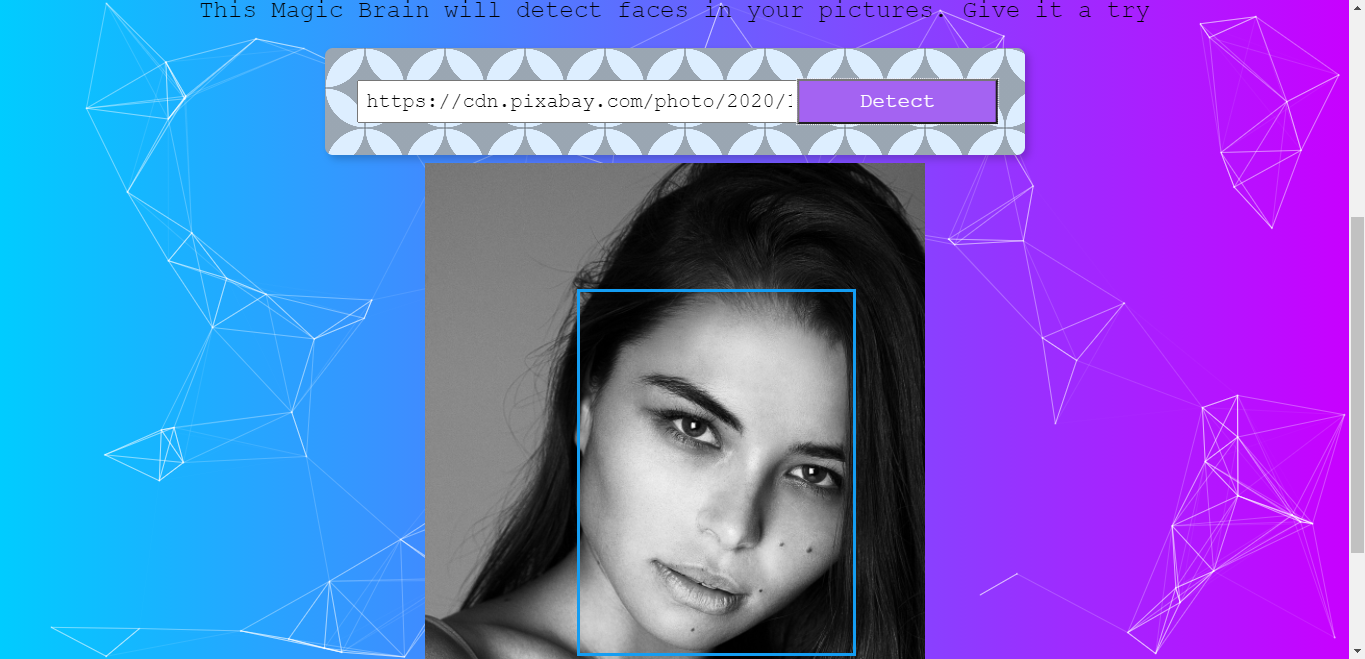 This Magic Brain will detect faces in your pictures. Give it a try
https://cdn.pixabay.com/photo/2020/
Detect